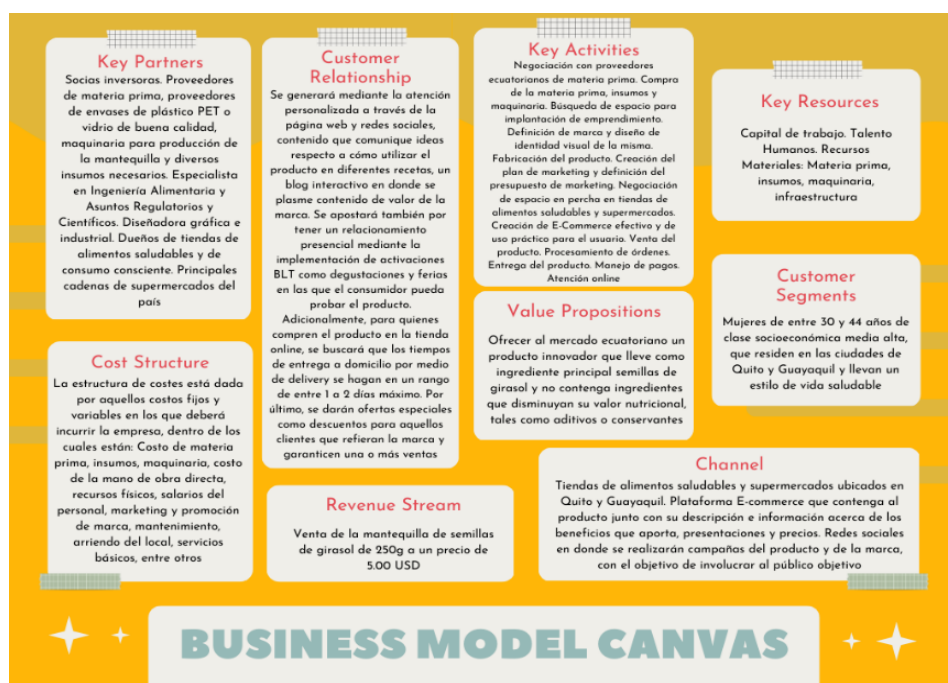 Key Partners
Socias inversoras. Proveedores
de materia prima, proveedores
de envases de plástico PET o
vidrio de buena calidad,
maquinaria para producción de
la mantequilla y diversos
insumos necesarios. Especialista
en Ingeniería Alimentaria y
Asuntos Regulatorios y
Científicos. Diseñadora gráfica e
industrial. Dueños de tiendas de
alimentos saludables y de
consumo consciente. Principales
cadenas de supermercados del
país
Customer
Relationship
Se generará mediante la atención
personalizada a través de la
página web y redes sociales,
contenido que comunique ideas
respecto a cómo utilizar el
producto en diferentes recetas, un
blog interactivo en donde se
plasme contenido de valor de la
marca. Se apostará también por
tener un relacionamiento
presencial mediante la
implementación de activaciones
BLT como degustaciones y ferias
en las que el consumidor pueda
probar el producto.
Adicionalmente, para quienes
compren el producto en la tienda
online, se buscará que los tiempos
de entrega a domicilio por medio
de delivery se hagan en un rango
de entre 1 a 2 días máximo. Por
último, se darán ofertas especiales
como descuentos para aquellos
clientes que refieran la marca y
garanticen una o más ventas
Key Activities
Negociación con proveedores
ecuatorianos de materia prima. Compra
de la materia prima, insumos y
maquinaria. Búsqueda de espacio para
implantación de emprendimiento.
Definición de marca y diseño de
identidad visual de la misma.
Fabricación del producto. Creación del
plan de marketing y definición del
presupuesto de marketing. Negociación
de espacio en percha en tiendas de
alimentos saludables y supermercados.
Creación de E-Commerce efectivo y de
uso práctico para el usuario. Venta del
producto. Procesamiento de órdenes.
Entrega del producto. Manejo de pagos.
Atención online
Key Resources
Capital de trabajo. Talento
Humanos. Recursos
Materiales: Materia prima,
insumos, maquinaria,
infraestructura
Value Propositions
Ofrecer al mercado ecuatoriano un
producto innovador que lleve como
ingrediente principal semillas de
girasol y no contenga ingredientes
que disminuyan su valor nutricional,
tales como aditivos o conservantes
Customer
Segments
Mujeres de entre 30 y 44 años de
clase socioeconómica media alta,
que residen en las ciudades de
Quito y Guayaquil y llevan un
estilo de vida saludable
Cost Structure
La estructura de costes está dada
por aquellos costos fijos y
variables en los que deberá
incurrir la empresa, dentro de los
cuales están: Costo de materia
prima, insumos, maquinaria, costo
de la mano de obra directa,
recursos físicos, salarios del
personal, marketing y promoción
de marca, mantenimiento,
arriendo del local, servicios
básicos, entre otros
Revenue Stream
Venta de la mantequilla de semillas
de girasol de 250g a un precio de
5.00 USD
Channel
Tiendas de alimentos saludables y supermercados ubicados en
Quito y Guayaquil. Plataforma E-commerce que contenga al
producto junto con su descripción e información acerca de los
beneficios que aporta, presentaciones y precios. Redes sociales
en donde se realizarán campañas del producto y de la marca,
con el objetivo de involucrar al público objetivo
BUSINESS MODEL CANVAS